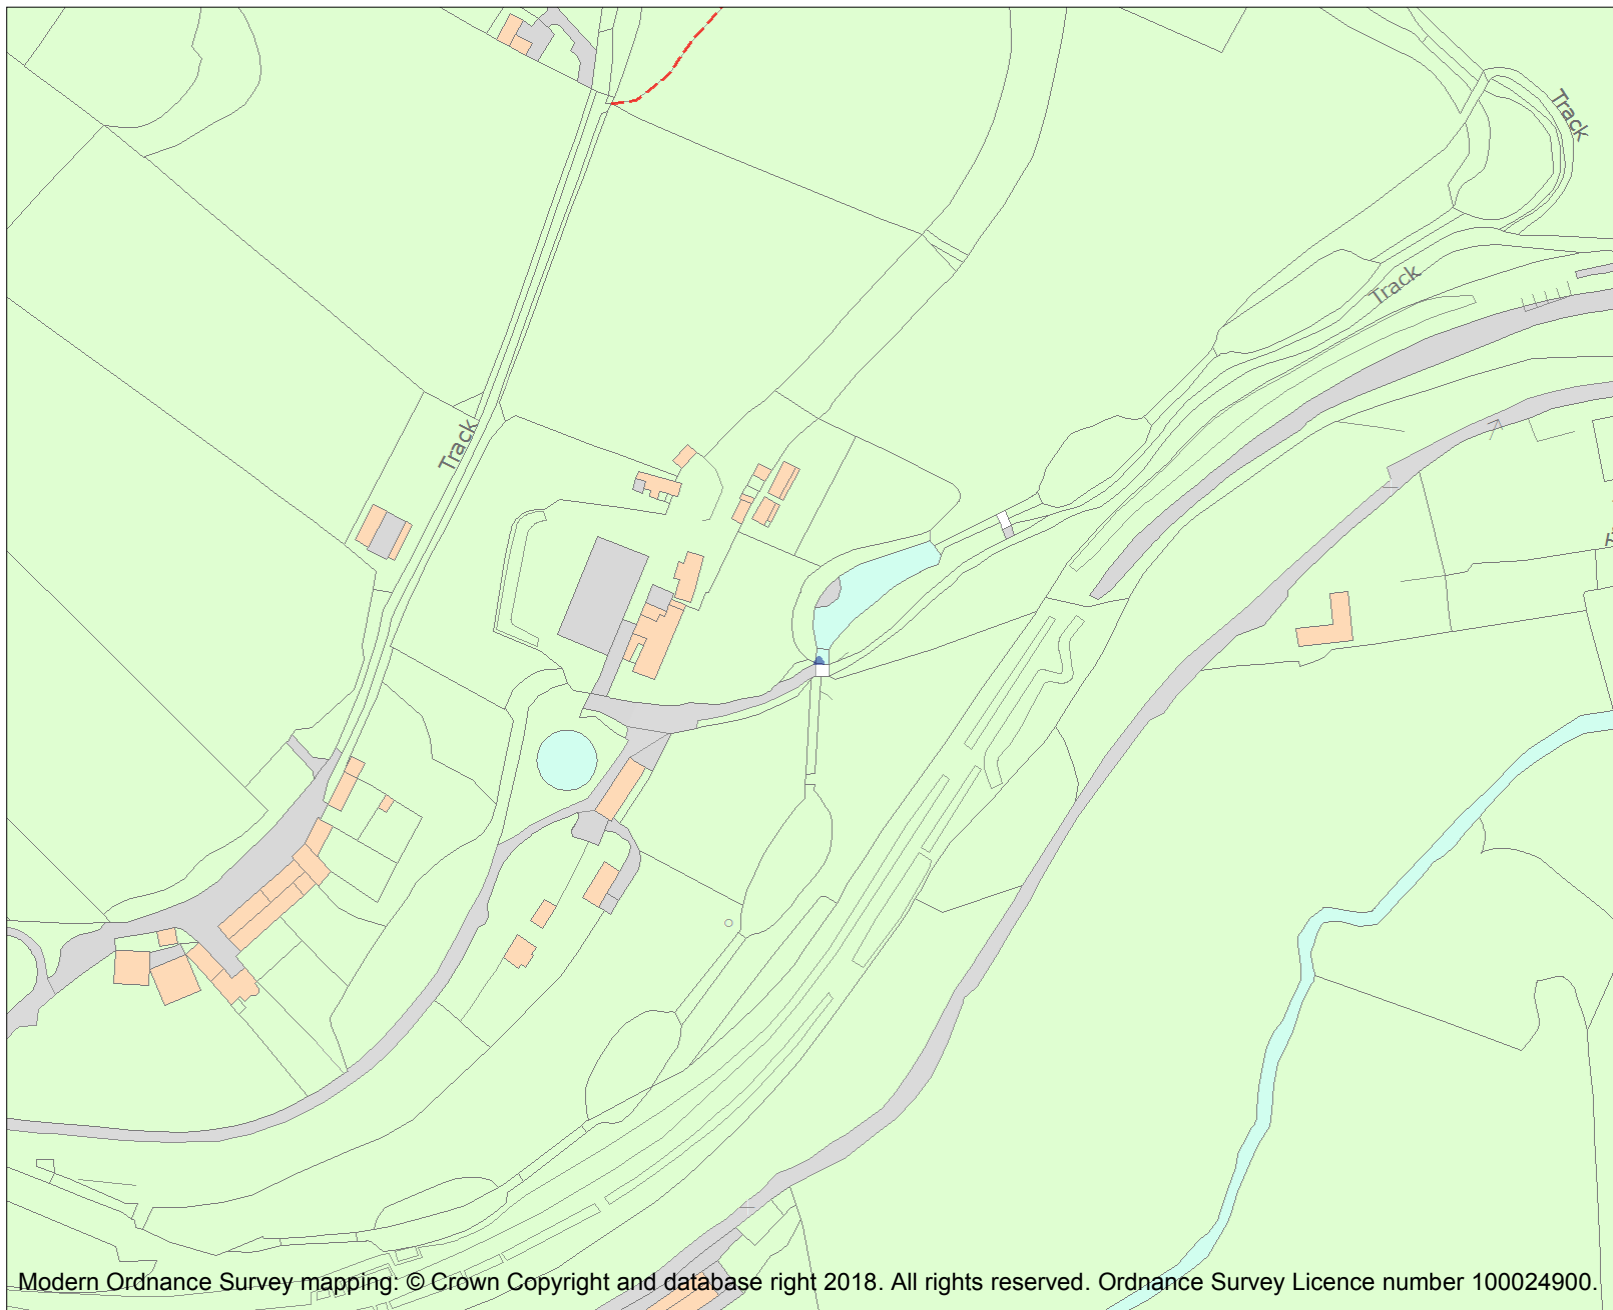 Track
Track
Track
Modern Ordnance Survey mapping: © Crown Copyright and database right 2018. All rights reserved. Ordnance Survey Licence number 100024900.